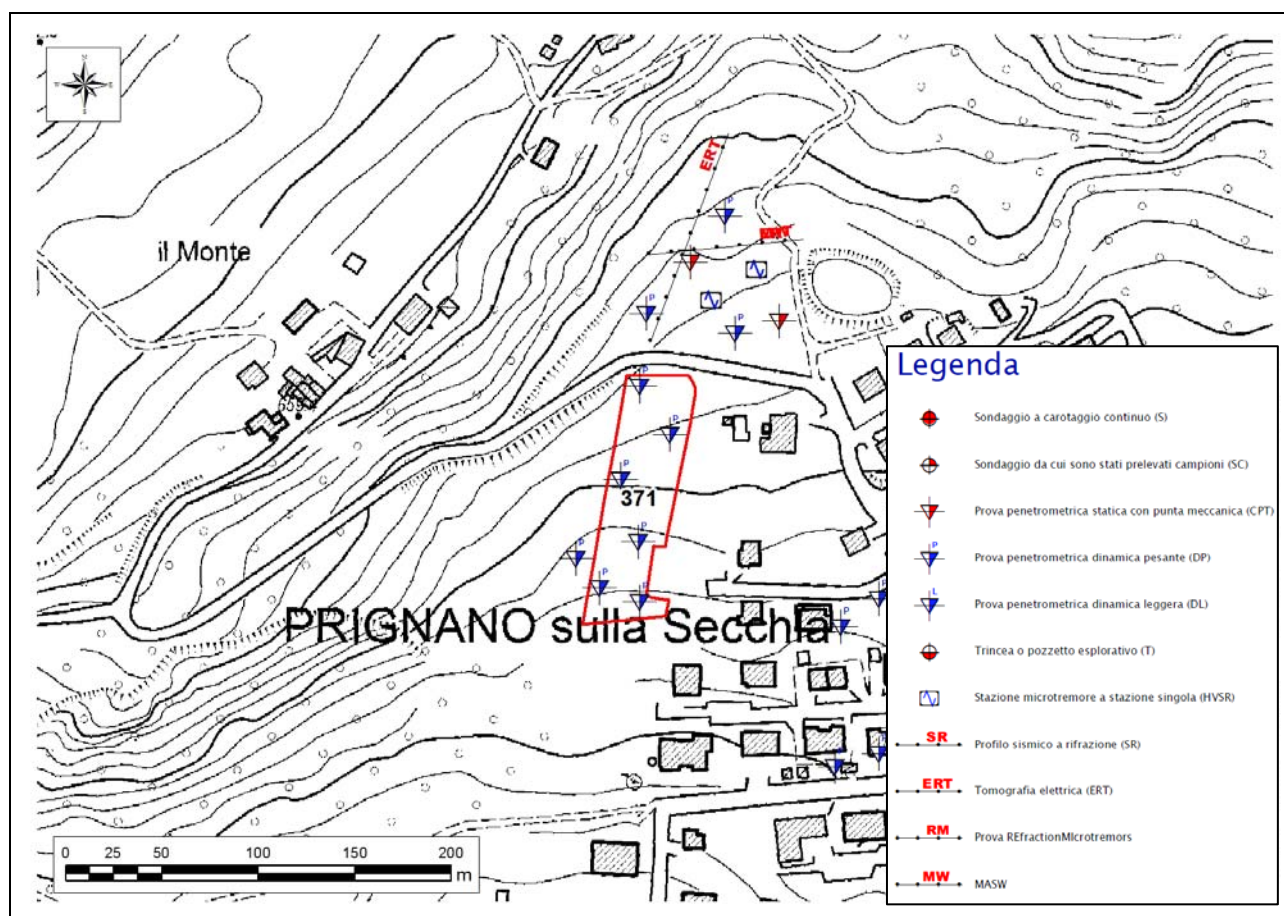 N
ERT
il Monte
371
PRIGNANO sulla Secchia
0 25 50 100 150 200
m
Legenda
Sondaggio a carotaggio continuo (S)
Sondaggio da cui sono stati prelevati campioni (SC)
Prova penetrometrica statica con punta meccanica (CPT)
P
Prova penetrometrica dinamica pesante (DP)
L
Prova penetrometrica dinamica leggera (DL)
Trincea o pozzetto esplorativo (T)
Stazione microtremore a stazione singola (HVSR)
SR
Profilo sismico a rifrazione (SR)
ERT
Tomografia elettrica (ERT)
RM
Prova REfractionMIcrotremors
MW
MASW